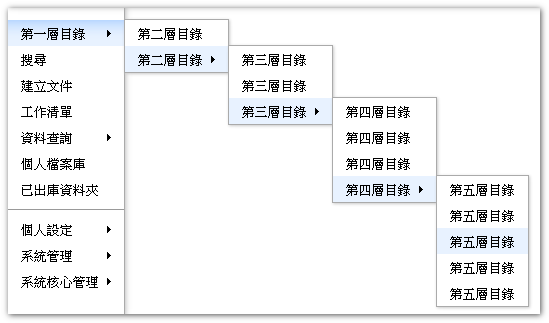 第一層目錄
搜尋
建立文件
工作清單
資料查詢
個人檔案庫
已出庫資料夾
個人設定
系統管理
系統核心管理
第二層目錄
第二層目錄
第三層目錄
第三層目錄
第三層目錄
第四層目錄
第四層目錄
第四層目錄
第四層目錄
第五層目錄
第五層目錄
第五層目錄
第五層目錄
第五層目錄